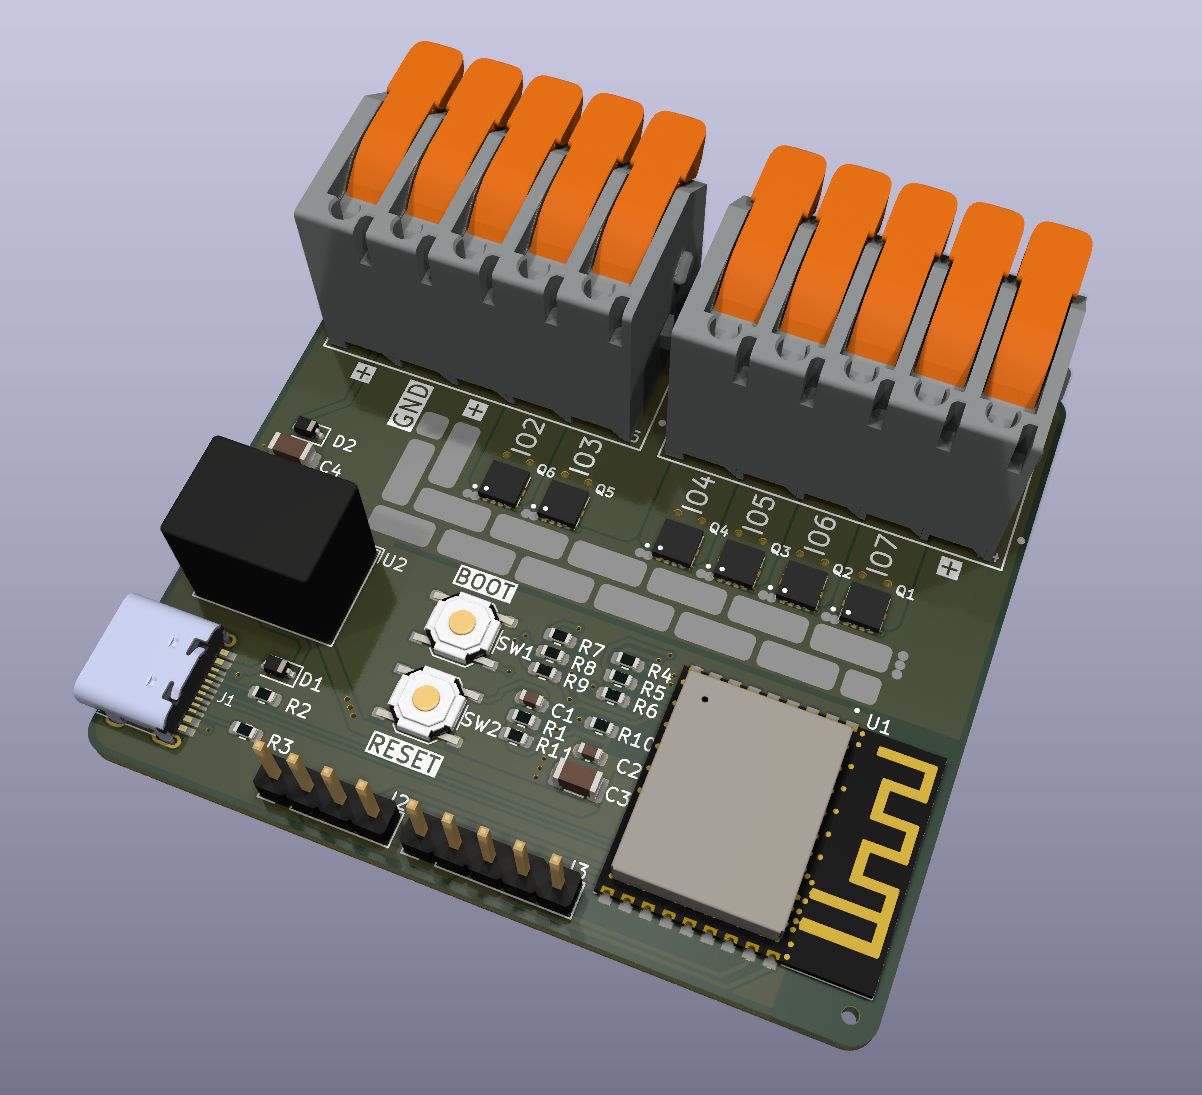 +
GND
+
IO2
IO3
5
IO4
IO5
IO6
IO7
+
D2
C4
Q6
Q5
Q4
Q3
Q2
Q1
U2
BOOT
SW1
D1
R2
J1
R3
SW2
RESET
R7
R8
R9
R4
R5
R6
C1
R1
R11
R10
C2
C3
U1
J2
J3